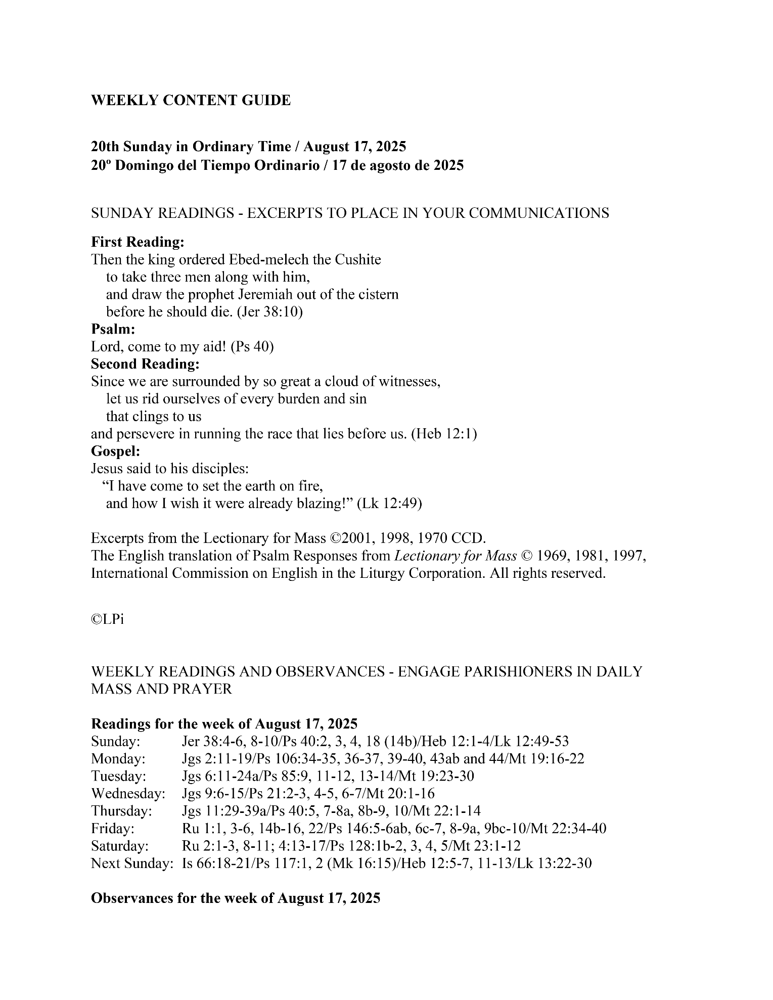 WEEKLY CONTENT GUIDE
20th Sunday in Ordinary Time / August 17, 2025
20º Domingo del Tiempo Ordinario / 17 de agosto de 2025
SUNDAY READINGS - EXCERPTS TO PLACE IN YOUR COMMUNICATIONS
First Reading:
Then the king ordered Ebed-melech the Cushite
to take three men along with him,
and draw the prophet Jeremiah out of the cistern
before he should die. (Jer 38:10)
Psalm:
Lord, come to my aid! (Ps 40)
Second Reading:
Since we are surrounded by so great a cloud of witnesses,
let us rid ourselves of every burden and sin
that clings to us
and persevere in running the race that lies before us. (Heb 12:1)
Gospel:
Jesus said to his disciples:
“I have come to set the earth on fire,
and how I wish it were already blazing!” (Lk 12:49)
Excerpts from the Lectionary for Mass ©2001, 1998, 1970 CCD.
The English translation of Psalm Responses from Lectionary for Mass © 1969, 1981, 1997,
International Commission on English in the Liturgy Corporation. All rights reserved.
©LPi
WEEKLY READINGS AND OBSERVANCES - ENGAGE PARISHIONERS IN DAILY
MASS AND PRAYER
Readings for the week of August 17, 2025
Sunday: Jer 38:4-6, 8-10/Ps 40:2, 3, 4, 18 (14b)/Heb 12:1-4/Lk 12:49-53
Monday: Jgs 2:11-19/Ps 106:34-35, 36-37, 39-40, 43ab and 44/Mt 19:16-22
Tuesday: Jgs 6:11-24a/Ps 85:9, 11-12, 13-14/Mt 19:23-30
Wednesday: Jgs 9:6-15/Ps 21:2-3, 4-5, 6-7/Mt 20:1-16
Thursday: Jgs 11:29-39a/Ps 40:5, 7-8a, 8b-9, 10/Mt 22:1-14
Friday: Ru 1:1, 3-6, 14b-16, 22/Ps 146:5-6ab, 6c-7, 8-9a, 9bc-10/Mt 22:34-40
Saturday: Ru 2:1-3, 8-11; 4:13-17/Ps 128:1b-2, 3, 4, 5/Mt 23:1-12
Next Sunday: Is 66:18-21/Ps 117:1, 2 (Mk 16:15)/Heb 12:5-7, 11-13/Lk 13:22-30
Observances for the week of August 17, 2025